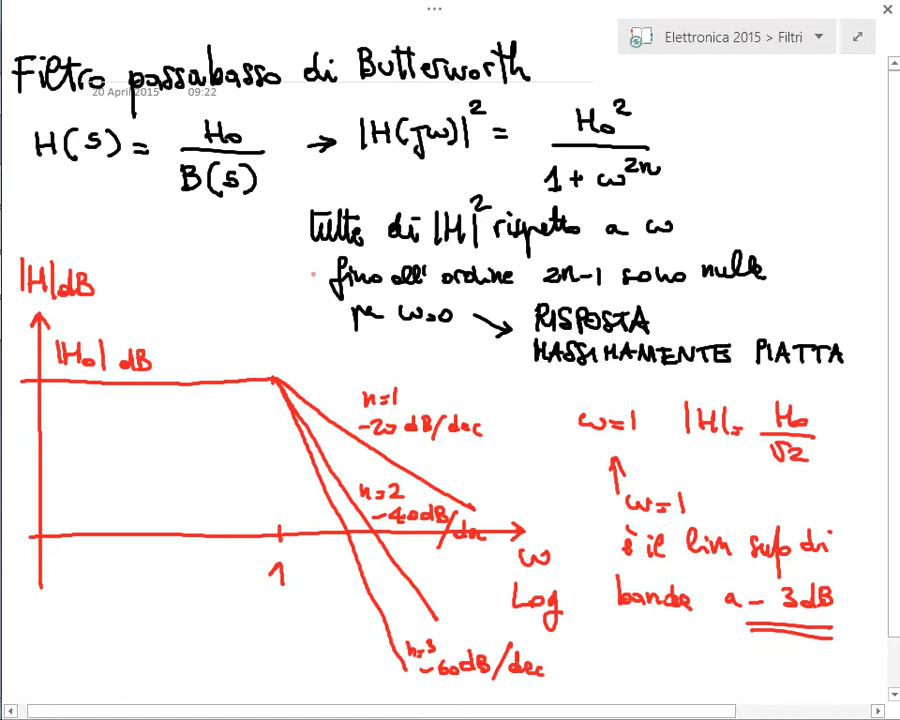 Elettronica 2015 > Filtri
Filtro passabasso di Butterworth
20 April 2015 09:22
H(s) = H₀ / B(s) → |H(jω)|² = H₀² / 1 + ω²ⁿ
tutte di |H|² rispetto a ω
fino all' ordine 2n-1 sono nulle
per ω=0 → RISPOSTA
MASSIMAMENTE PIATTA
|H|dB
|H₀| dB
n=1
-20 dB/dec
n=2
-40dB/dec
n=3
-60dB/dec
1
ω
Log
ω=1 |H|= H₀ / √2
↑
ω=1
è il lim sup di
banda a - 3dB